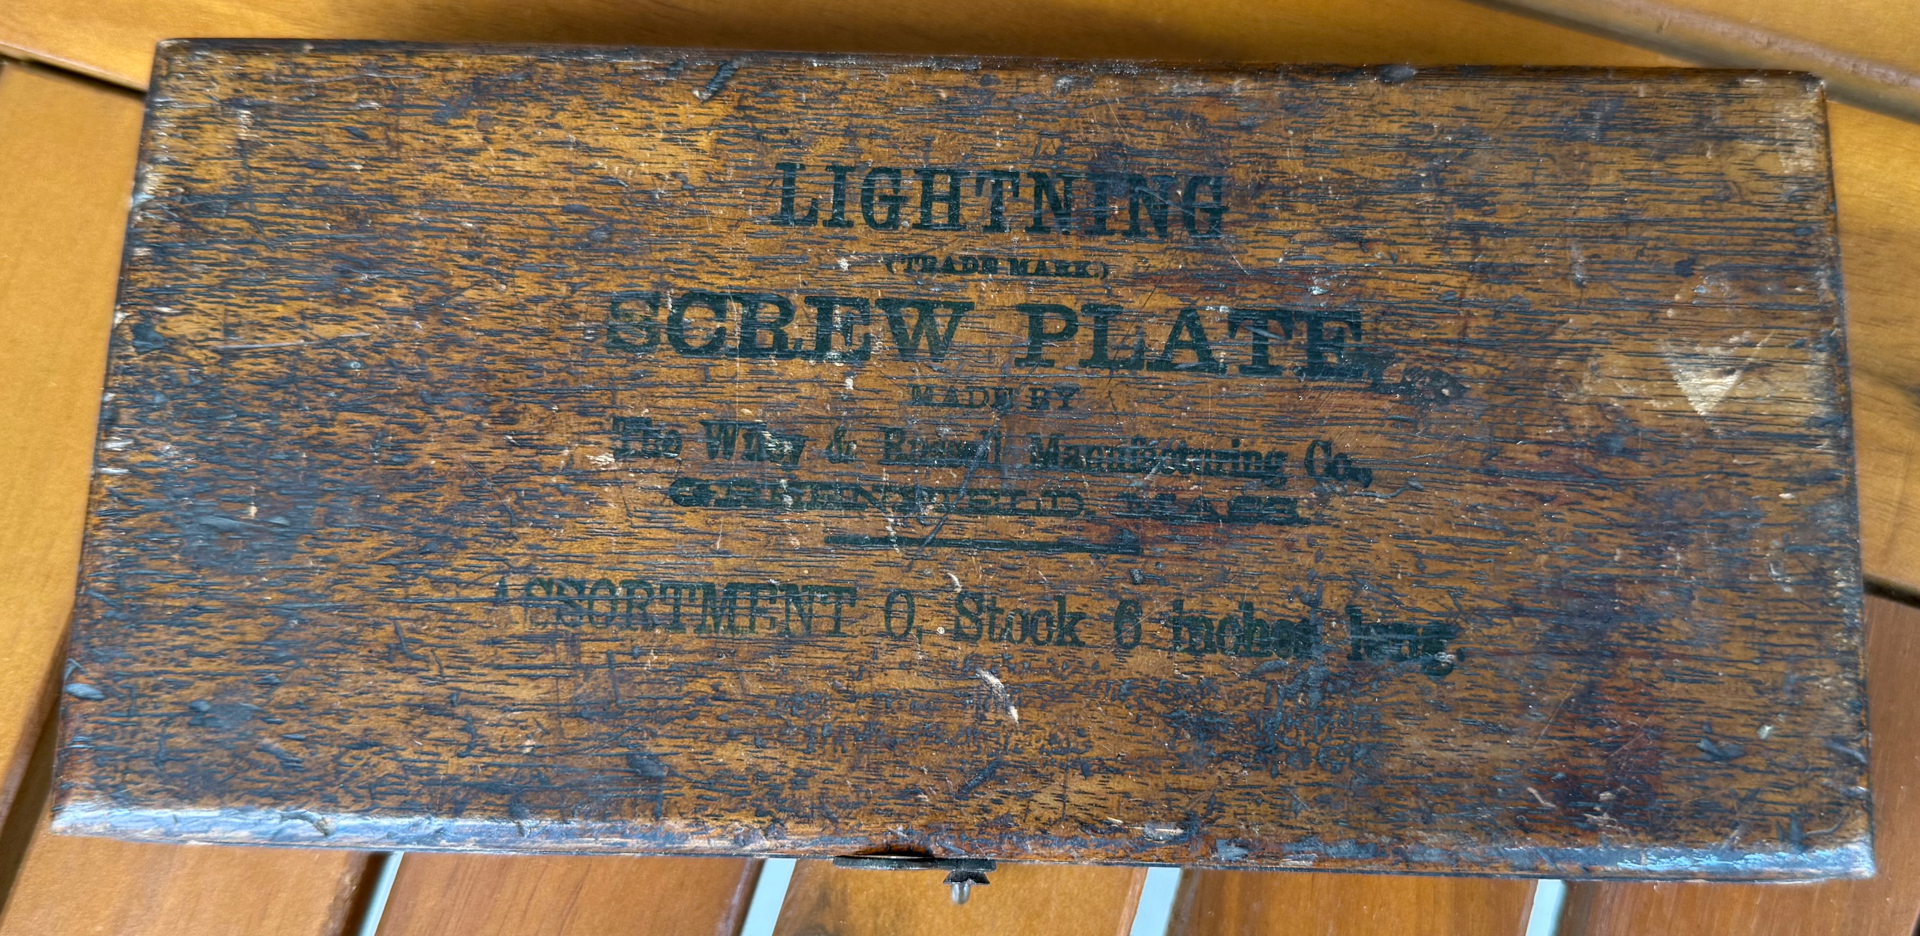 LIGHTNING
(TRADE MARK.)
SCREW PLATE,
MADE BY
The Wiley & Russell Manufacturing Co.,
GREENFIELD, MASS.
ASSORTMENT 0, Stock 6 inches long.